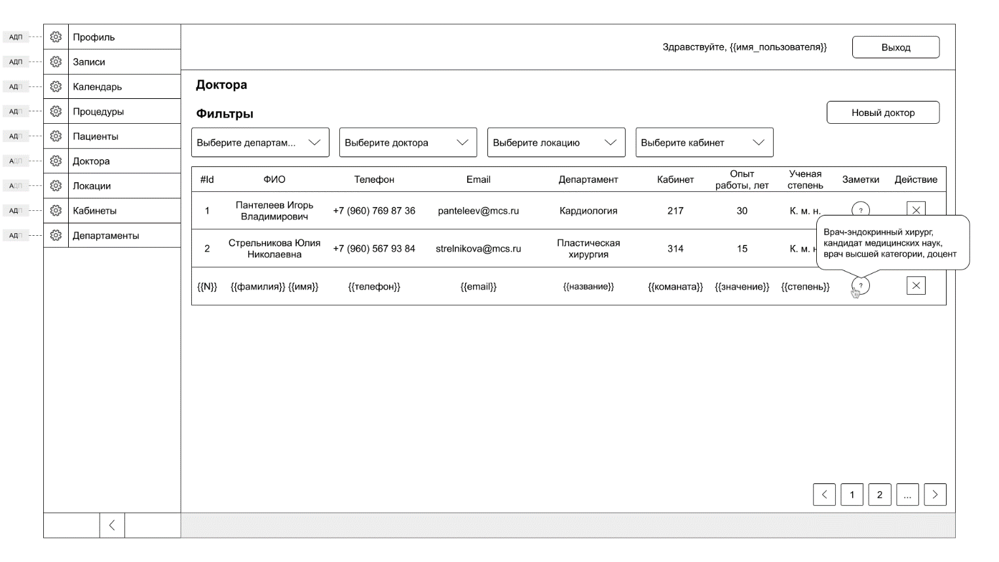 АДП
Профиль
Здравствуйте, {{имя_пользователя}}
Выход
АДП
Записи
АДП
Календарь
АДП
Процедуры
АДП
Пациенты
АДП
Доктора
АДП
Локации
АДП
Кабинеты
АДП
Департаменты
Доктора
Фильтры
Новый доктор
Выберите департам...
Выберите доктора
Выберите локацию
Выберите кабинет
#Id
ФИО
Телефон
Email
Департамент
Кабинет
Опыт
работы, лет
Ученая
степень
Заметки
Действие
1
Пантелеев Игорь
Владимирович
+7 (960) 769 87 36
panteleev@mcs.ru
Кардиология
217
30
К. м. н.
?
2
Стрельникова Юлия
Николаевна
+7 (960) 567 93 84
strelnikova@mcs.ru
Пластическая
хирургия
314
15
К. м. н
Врач-эндокринный хирург,
кандидат медицинских наук,
врач высшей категории, доцент
{{N}}
{{фамилия}} {{имя}}
{{телефон}}
{{email}}
{{название}}
{{команата}}
{{значение}}
{{степень}}
?
1
2
...